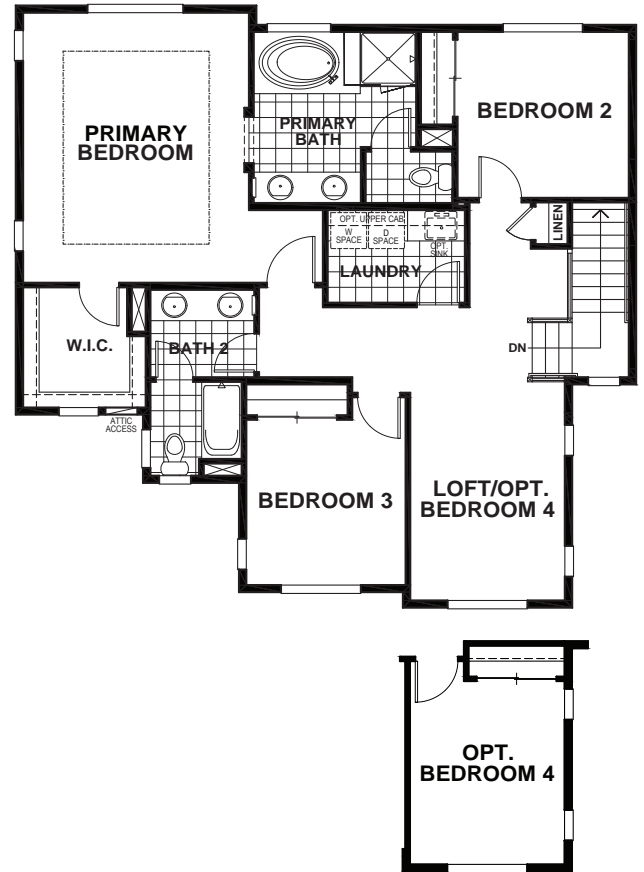 PRIMARY
BEDROOM
PRIMARY
BATH
BEDROOM 2
OPT. UPPER CAB
W
SPACE
D
SPACE
OPT.
SINK
LAUNDRY
LINEN
W.I.C.
BATH 2
DN
ATTIC
ACCESS
BEDROOM 3
LOFT/OPT.
BEDROOM 4
OPT.
BEDROOM 4